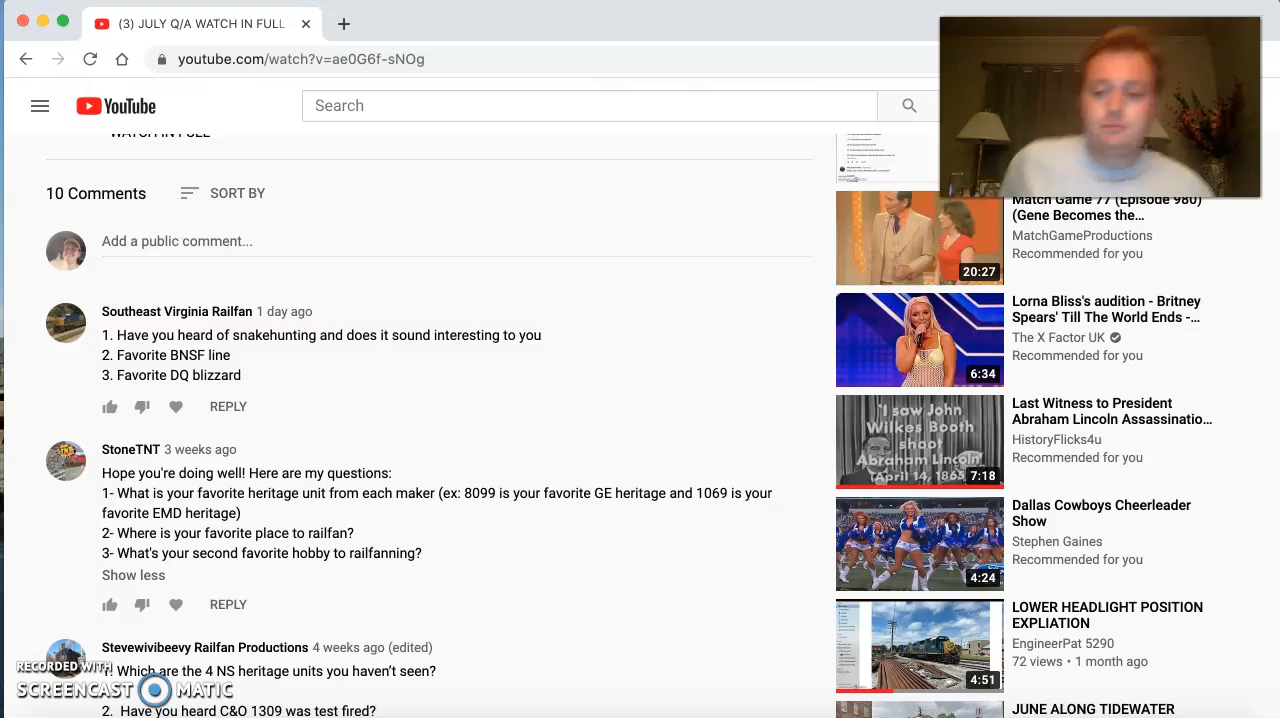 (3) JULY Q/A WATCH IN FULL
youtube.com/watch?v=ae0G6f-sNOg
YouTube
Search
WATCH IN FULL
10 Comments
SORT BY
Add a public comment...
Southeast Virginia Railfan 1 day ago
1. Have you heard of snakehunting and does it sound interesting to you
2. Favorite BNSF line
3. Favorite DQ blizzard
REPLY
StoneTNT 3 weeks ago
Hope you're doing well! Here are my questions:
1- What is your favorite heritage unit from each maker (ex: 8099 is your favorite GE heritage and 1069 is your
favorite EMD heritage)
2- Where is your favorite place to railfan?
3- What's your second favorite hobby to railfanning?
Show less
REPLY
Stevewavibeevy Railfan Productions 4 weeks ago (edited)
1. What are the 4 NS heritage units you haven't seen?
2. Have you heard C&O 1309 was test fired?
RECORDED WITH
SCREENCAST MATIC
Match Game 77 (Episode 980)
(Gene Becomes the...
MatchGameProductions
Recommended for you
20:27
Lorna Bliss's audition - Britney
Spears' Till The World Ends -...
The X Factor UK
Recommended for you
6:34
"I saw John
Wilkes Booth
shoot
Abraham Lincoln"
(April 14, 1865
7:18
Last Witness to President
Abraham Lincoln Assassinatio...
HistoryFlicks4u
Recommended for you
Dallas Cowboys Cheerleader
Show
Stephen Gaines
Recommended for you
4:24
LOWER HEADLIGHT POSITION
EXPLIATION
EngineerPat 5290
72 views • 1 month ago
4:51
JUNE ALONG TIDEWATER